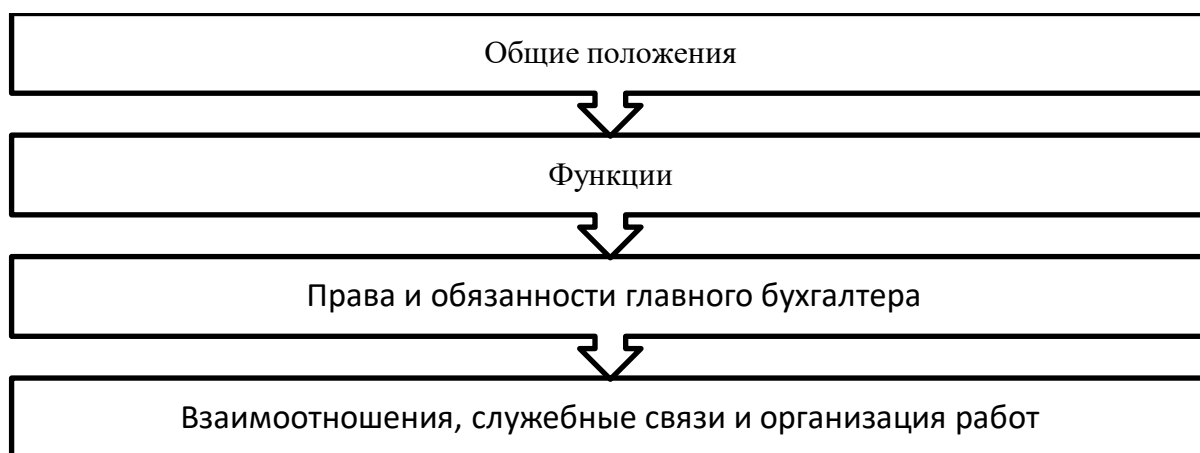 Общие положения
Функции
Права и обязанности главного бухгалтера
Взаимоотношения, служебные связи и организация работ